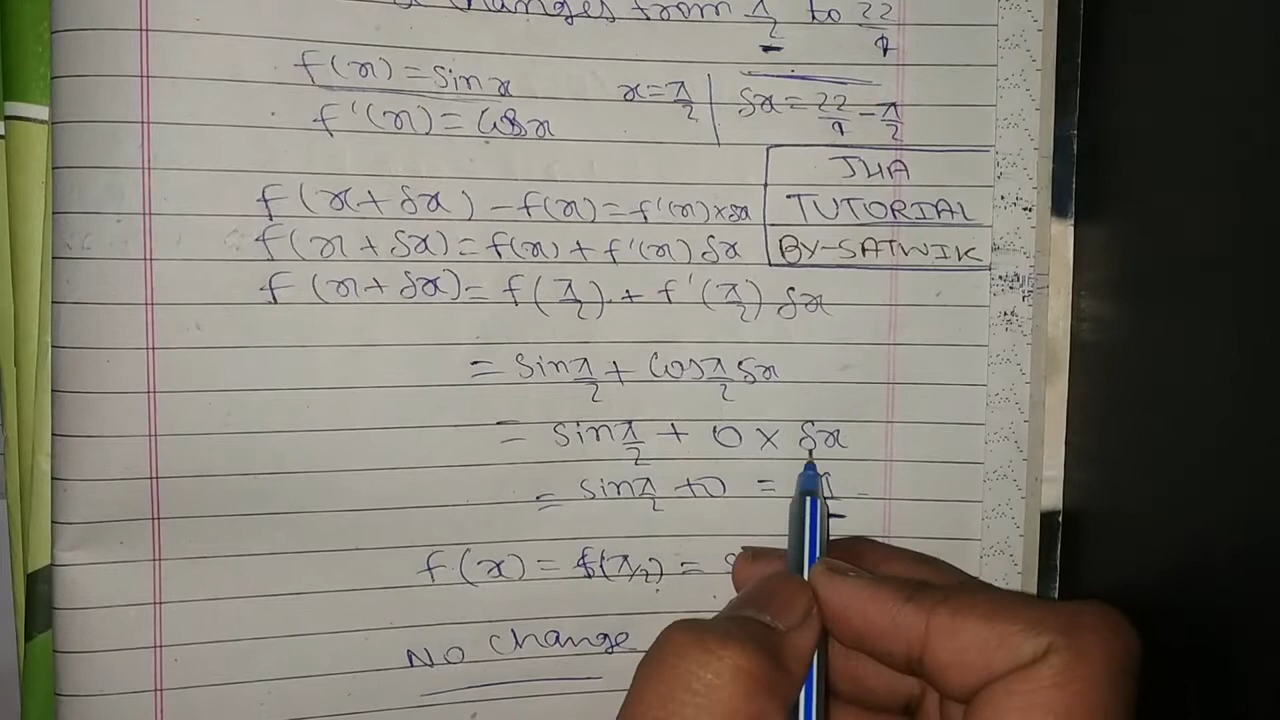 changes from π/2 to 22/
f(x) = sin x x = π/2 δx = 22/ - π/2
f'(x) = Cos x
JHA
f(x + δx) - f(x) = f'(x) × δx TUTORIAL
f(x + δx) = f(x) + f'(x) δx BY-SATWIK
f(x + δx) = f(π/2) + f'(π/2) δx
= sin π/2 + Cos π/2 δx
= sin π/2 + 0 × δx
= sin π/2 + 0 =
f(x) = f(π/2) =
NO change